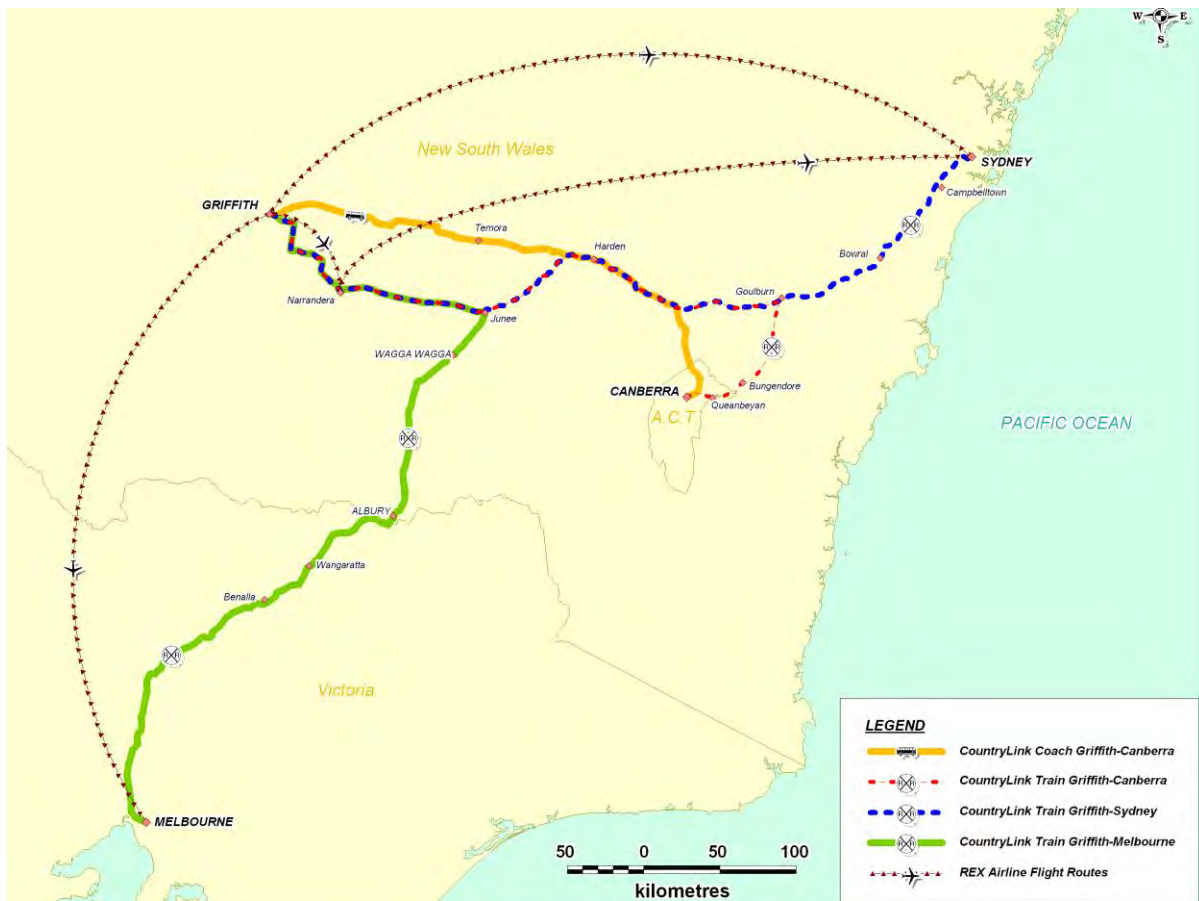 W E
S
New South Wales
SYDNEY
Campbelltown
GRIFFITH
Temora
Harden
Bowral
Narrandera
Goulburn
Junee
WAGGA WAGGA
Bungendore
CANBERRA
Queanbeyan
A.C.T
PACIFIC OCEAN
ALBURY
Wangaratta
Benalla
Victoria
MELBOURNE
LEGEND
CountryLink Coach Griffith-Canberra
CountryLink Train Griffith-Canberra
CountryLink Train Griffith-Sydney
CountryLink Train Griffith-Melbourne
REX Airline Flight Routes
50 0 50 100
kilometres